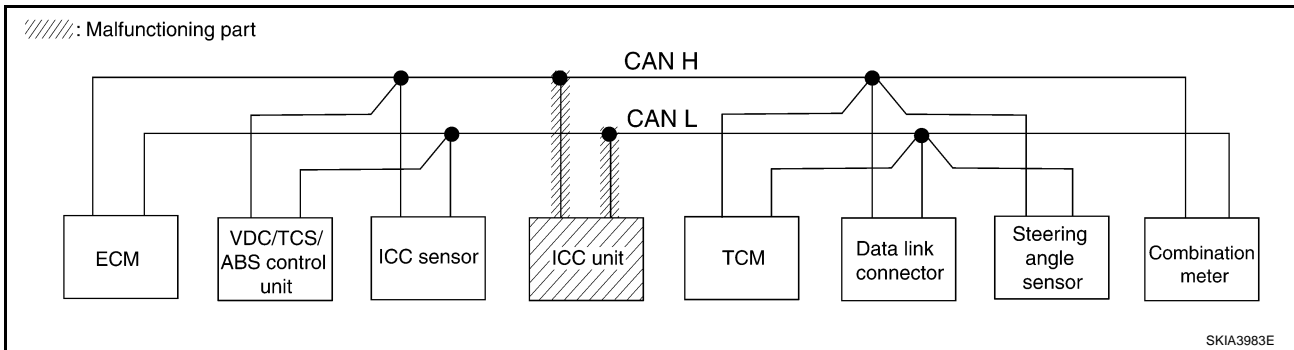 : Malfunctioning part
CAN H
CAN L
ECM
VDC/TCS/
ABS control
unit
ICC sensor
ICC unit
TCM
Data link
connector
Steering
angle
sensor
Combination
meter
SKIA3983E